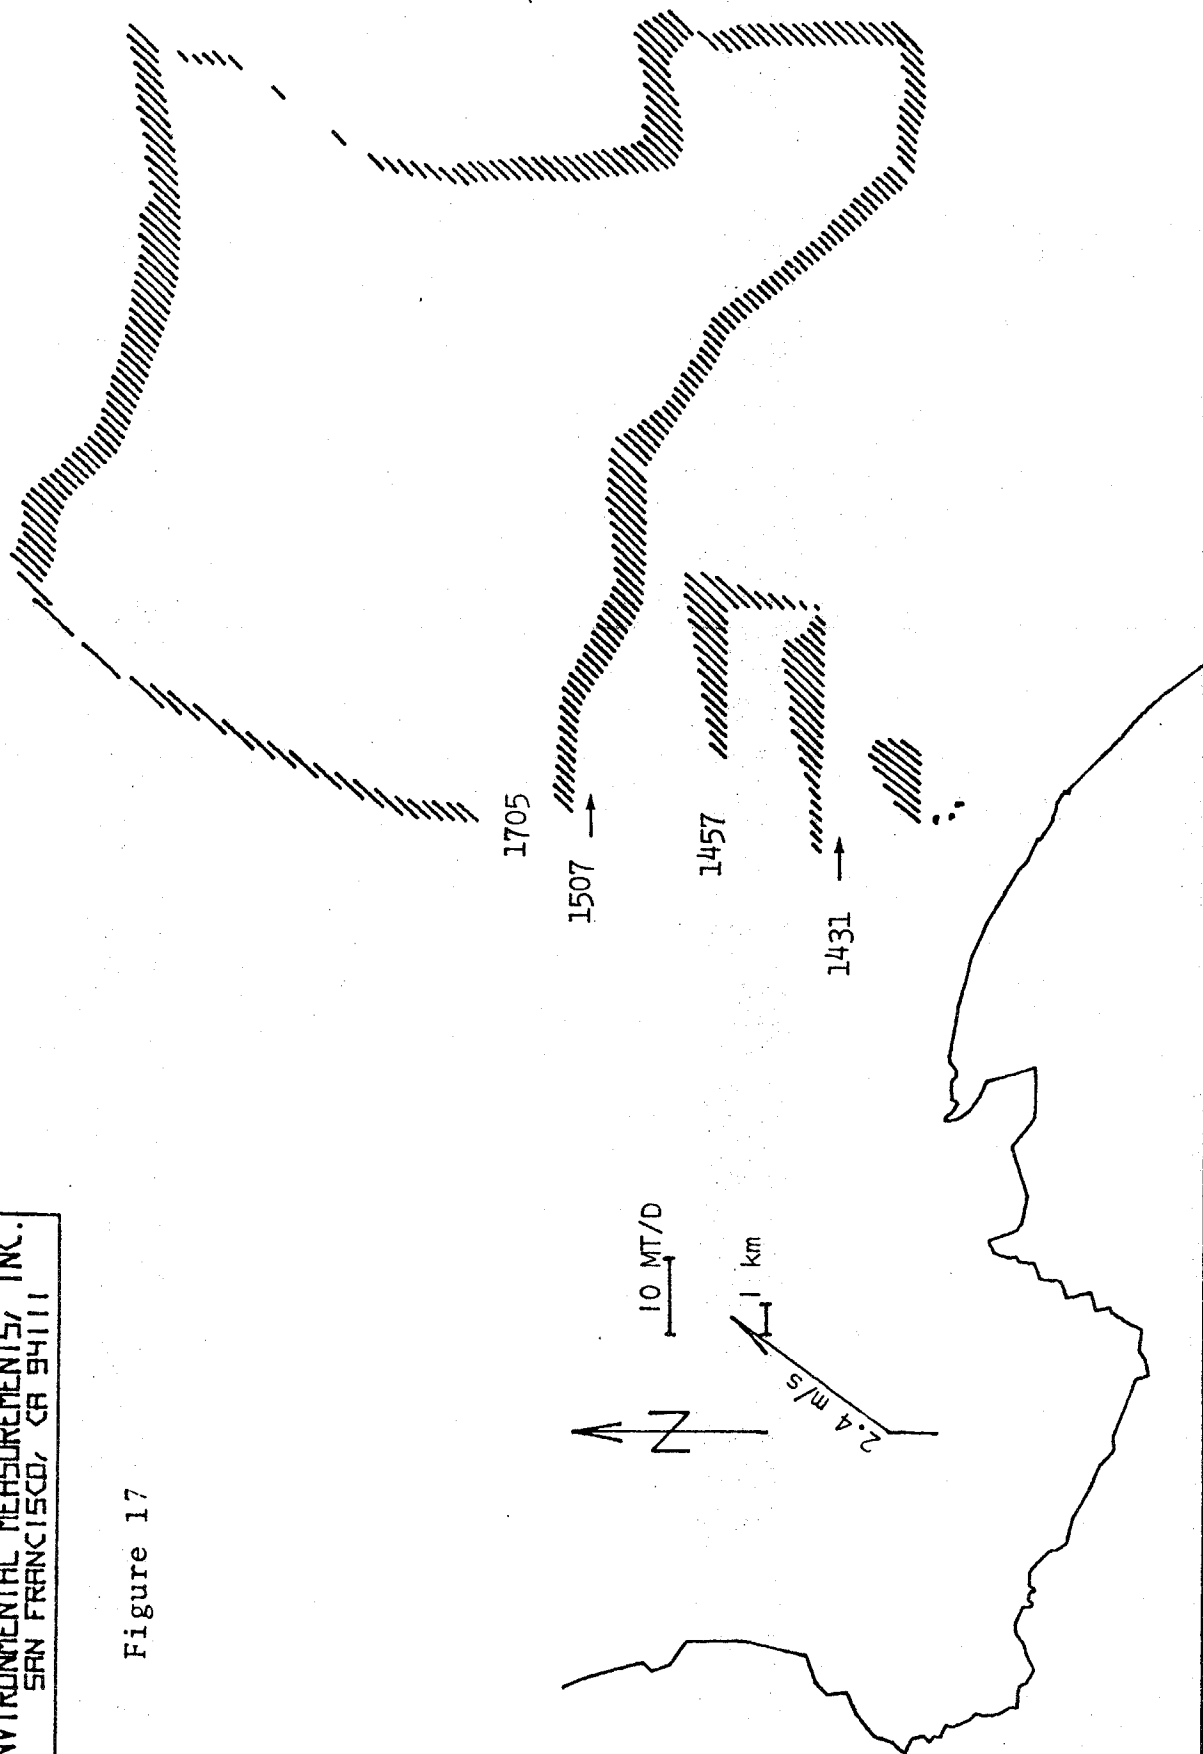 ENVIRONMENTAL MEASUREMENTS, INC.
SAN FRANCISCO, CA 94111
Figure 17
N
2.4 m/s
10 MT/D
1 km
1705
1507
1457
1431